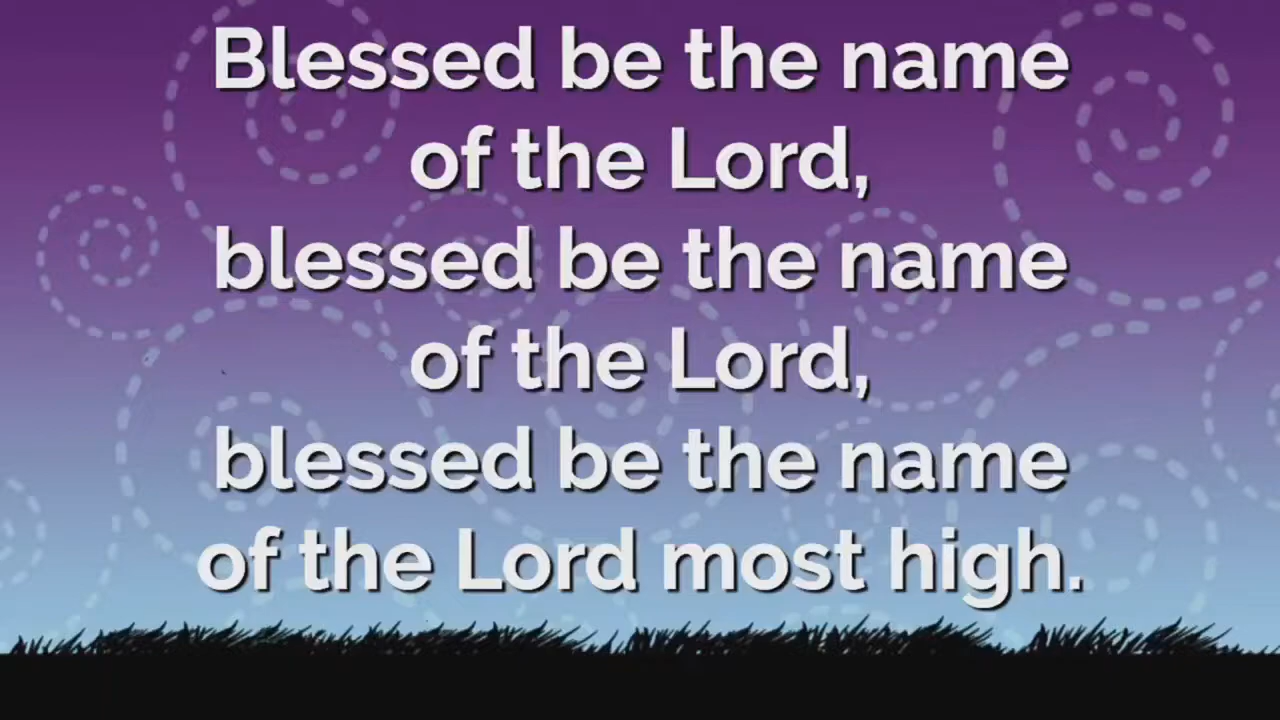 Blessed be the name
of the Lord,
blessed be the name
of the Lord,
blessed be the name
of the Lord most high.